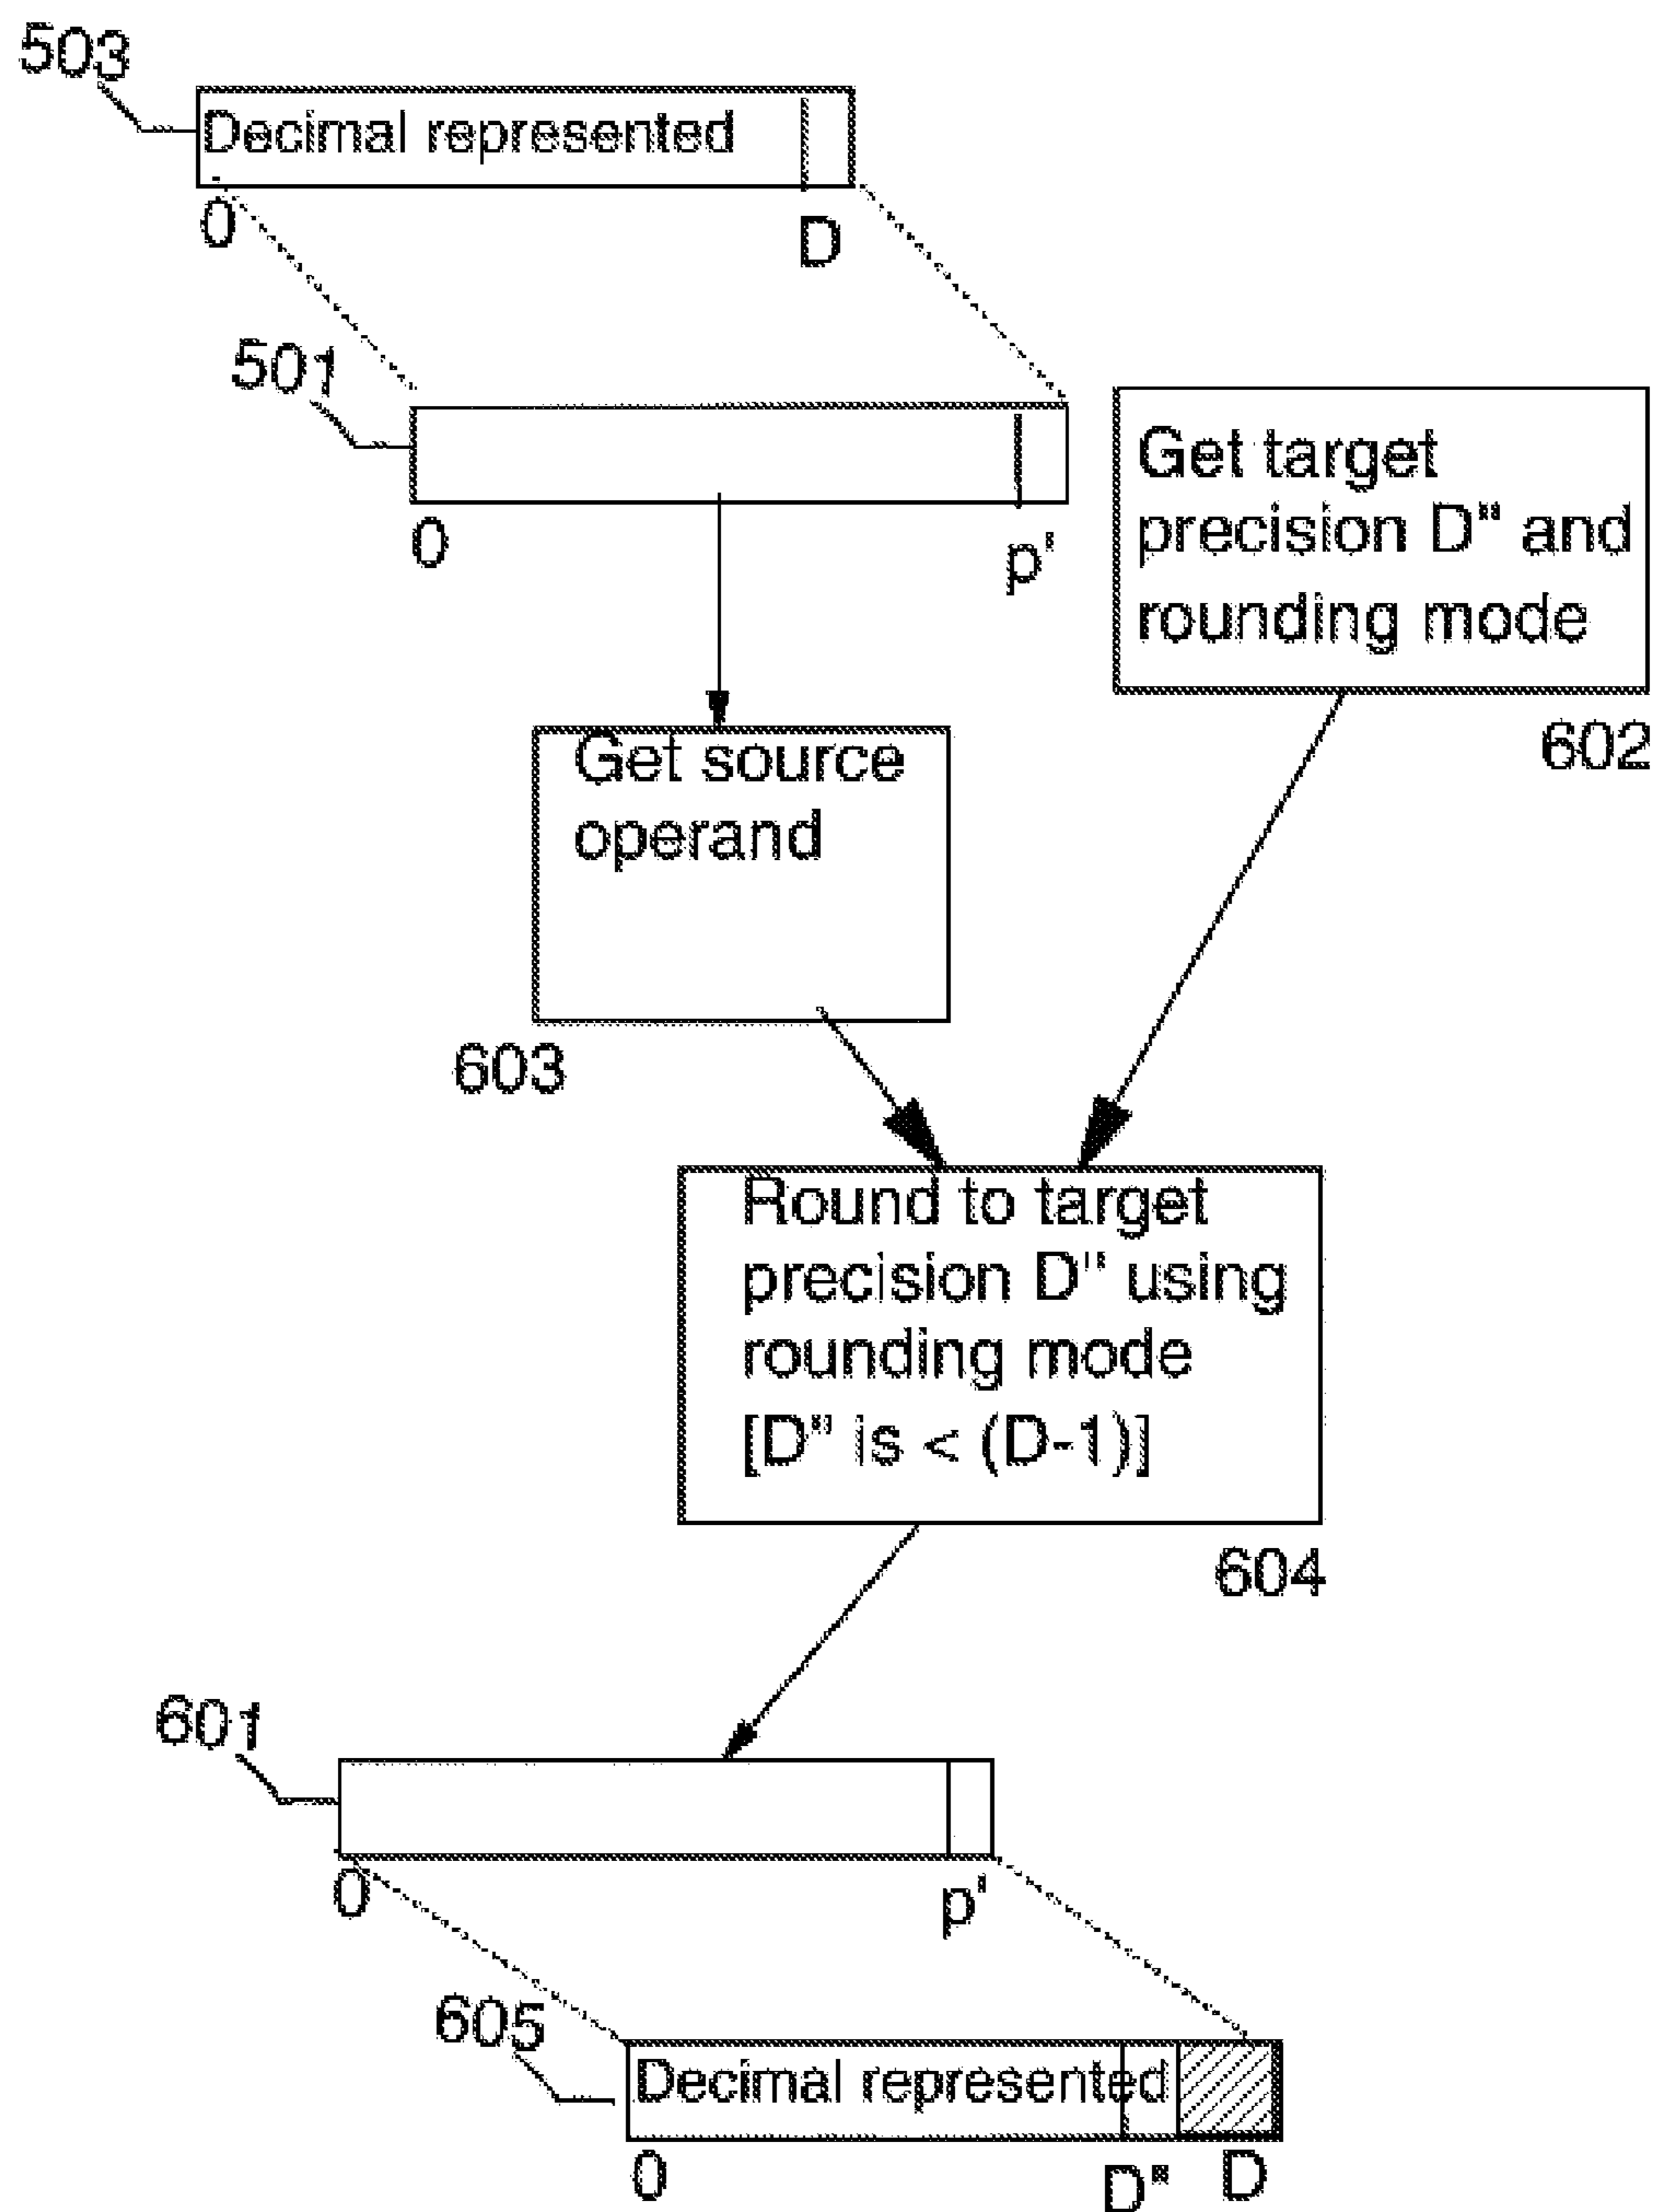 503
Decimal represented
0
D
501
0
p'
Get target
precision D" and
rounding mode
602
Get source
operand
603
Round to target
precision D" using
rounding mode
[D" is < (D-1)]
604
601
0
p'
605
Decimal represented
0
D"
D